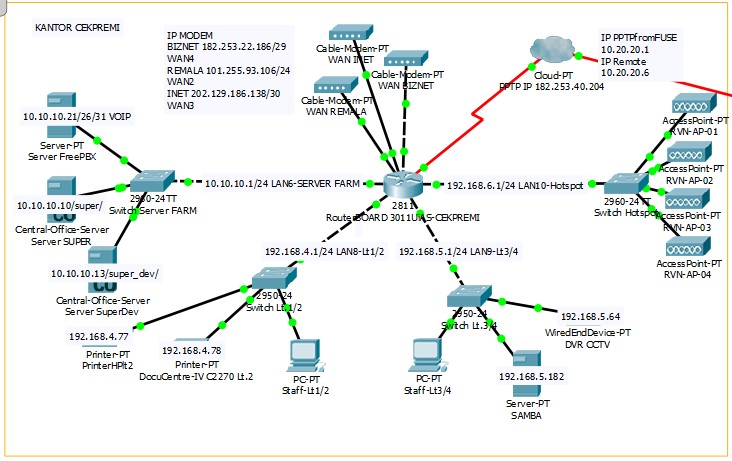 KANTOR CEKPREMI
IP MODEM
BIZNET 182.253.22.186/29
WAN4
REMALA 101.255.93.106/24
WAN2
INET 202.129.186.138/30
WAN3
Cable-Modem-PT
WAN INET
Cable-Modem-PT
WAN BIZNET
Cable-Modem-PT
WAN REMALA
Cloud-PT
PPTP IP 182.253.40.204
IP PPTPfromFUSE
10.20.20.1
IP Remote
10.20.20.6
10.10.10.21/26/31 VOIP
Server-PT
Server FreePBX
10.10.10.10/super/
Central-Office-Server
Server SUPER
10.10.10.13/super_dev/
Central-Office-Server
Server SuperDev
2960-24TT
Switch Server FARM
10.10.10.1/24 LAN6-SERVER FARM
2811
RouterBOARD 3011UiAS-CEKPREMI
192.168.6.1/24 LAN10-Hotspot
2960-24TT
Switch Hotspot
AccessPoint-PT
RVN-AP-01
AccessPoint-PT
RVN-AP-02
AccessPoint-PT
RVN-AP-03
AccessPoint-PT
RVN-AP-04
192.168.4.1/24 LAN8-Lt1/2
192.168.5.1/24 LAN9-Lt3/4
2950-24
Switch Lt.1/2
2950-24
Switch Lt.3/4
192.168.4.77
Printer-PT
PrinterHPlt2
192.168.4.78
Printer-PT
DocuCentre-IV C2270 Lt.2
PC-PT
Staff-Lt1/2
PC-PT
Staff-Lt3/4
192.168.5.64
WiredEndDevice-PT
DVR CCTV
192.168.5.182
Server-PT
SAMBA